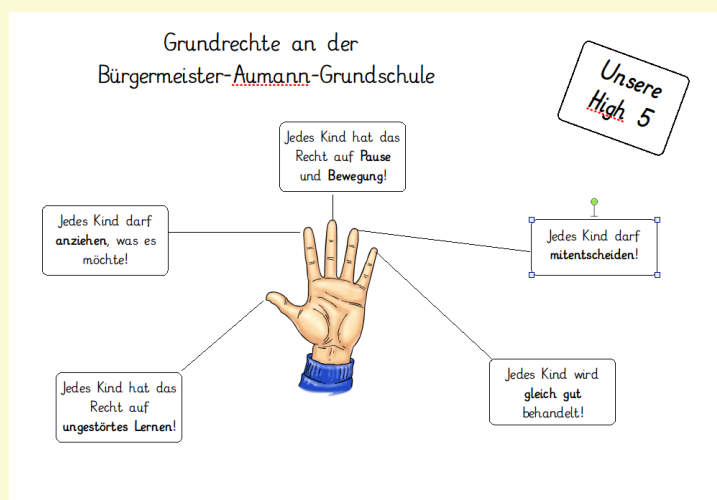 Grundrechte an der
Bürgermeister-Aumann-Grundschule
Unsere
High 5
Jedes Kind hat das
Recht auf Pause
und Bewegung!
Jedes Kind darf
anziehen, was es
möchte!
Jedes Kind darf
mitentscheiden!
Jedes Kind hat das
Recht auf
ungestörtes Lernen!
Jedes Kind wird
gleich gut
behandelt!